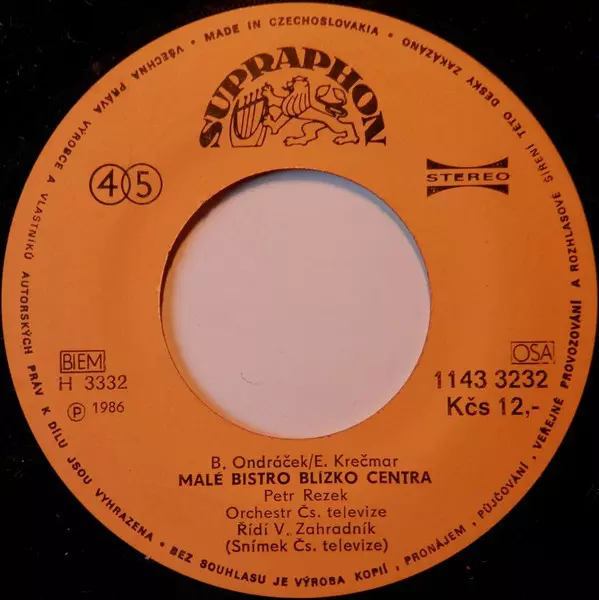 VŠECHNA PRÁVA VÝROBCE A VLASTNÍKŮ AUTORSKÝCH PRÁV K DÍLU JSOU VYHRAZENA • BEZ SOUHLASU JE VÝROBA KOPIÍ, PRONÁJEM, PŮJČOVÁNÍ, VEŘEJNÉ PROVOZOVÁNÍ A ROZHLASOVÉ ŠÍŘENÍ TÉTO DESKY ZAKÁZÁNO • MADE IN CZECHOSLOVAKIA •
SUPRAPHON
45
STEREO
BIEM
OSA
H 3332
1143 3232
Ⓟ 1986
Kčs 12,-
B. Ondráček/E. Krečmar
MALÉ BISTRO BLÍZKO CENTRA
Petr Rezek
Orchestr Čs. televize
Řídí V. Zahradník
(Snímek Čs. televize)